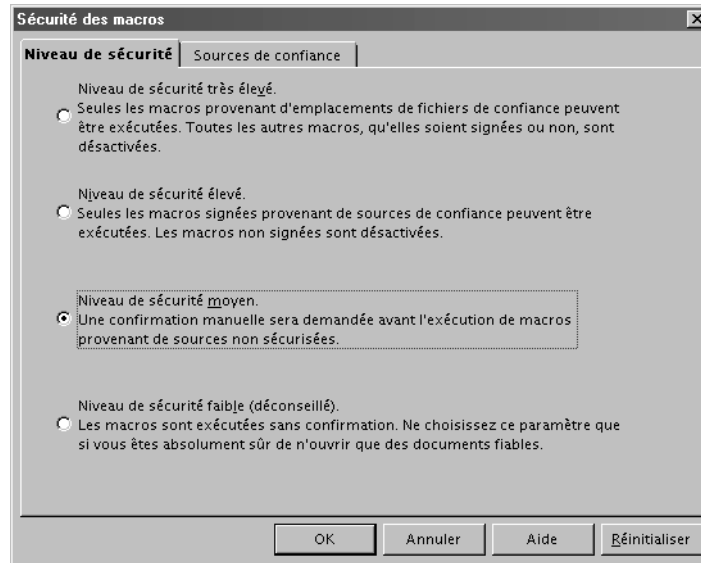 Sécurité des macros
Niveau de sécurité
Sources de confiance
Niveau de sécurité très élevé.
Seules les macros provenant d'emplacements de fichiers de confiance peuvent
être exécutées. Toutes les autres macros, qu'elles soient signées ou non, sont
désactivées.
Niveau de sécurité élevé.
Seules les macros signées provenant de sources de confiance peuvent être
exécutées. Les macros non signées sont désactivées.
Niveau de sécurité moyen.
Une confirmation manuelle sera demandée avant l'exécution de macros
provenant de sources non sécurisées.
Niveau de sécurité faible (déconseillé).
Les macros sont exécutées sans confirmation. Ne choisissez ce paramètre que
si vous êtes absolument sûr de n'ouvrir que des documents fiables.
OK
Annuler
Aide
Réinitialiser